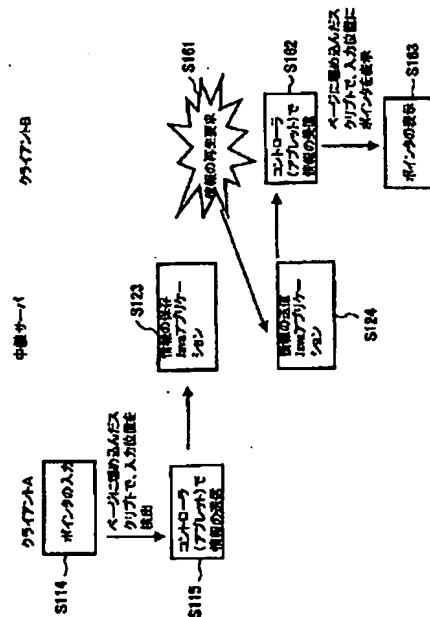 クライアントA
中継サーバ
クライアントB
S114
ポインタの入力
ページに埋め込んだス
クリプトで、入力位置を
検出
S115
コントローラ
(アプレット)で
情報の送信
S123
情報の保存
Javaアプリケー
ション
S161
情報の再生要求
情報の送信
Javaアプリケー
ション
S124
S162
コントローラ
(アプレット)で
情報の受信
ページに埋め込んだス
クリプトで、入力位置に
ポインタを表示
S163
ポインタの表示